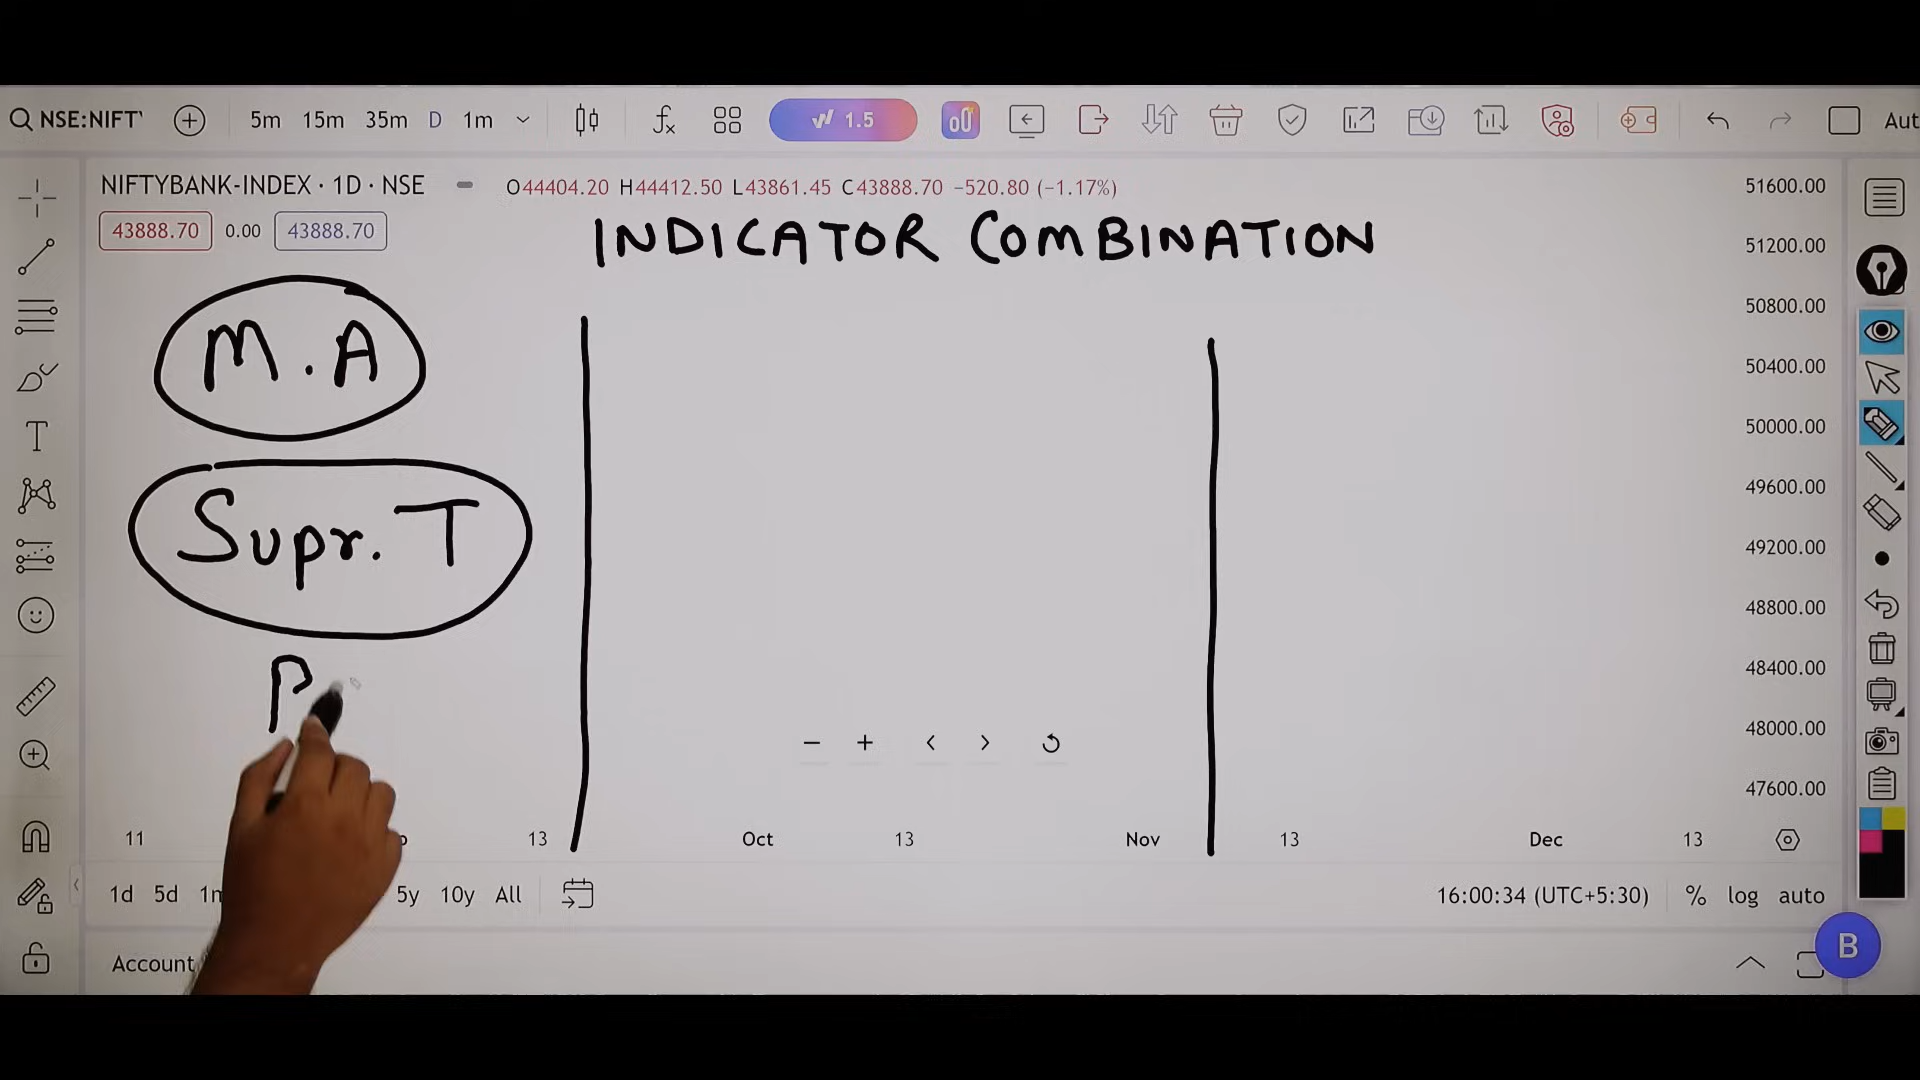 NSE:NIFT 5m 15m 35m D 1m 1.5 Aut
NIFTYBANK-INDEX · 1D · NSE O44404.20 H44412.50 L43861.45 C43888.70 −520.80 (−1.17%)
43888.70 0.00 43888.70
INDICATOR COMBINATION
M.A
Supr. T
P
51600.00
51200.00
50800.00
50400.00
50000.00
49600.00
49200.00
48800.00
48400.00
48000.00
47600.00
11 13 Oct 13 Nov 13 Dec 13
1d 5d 1m 5y 10y All 16:00:34 (UTC+5:30) % log auto
Account
B